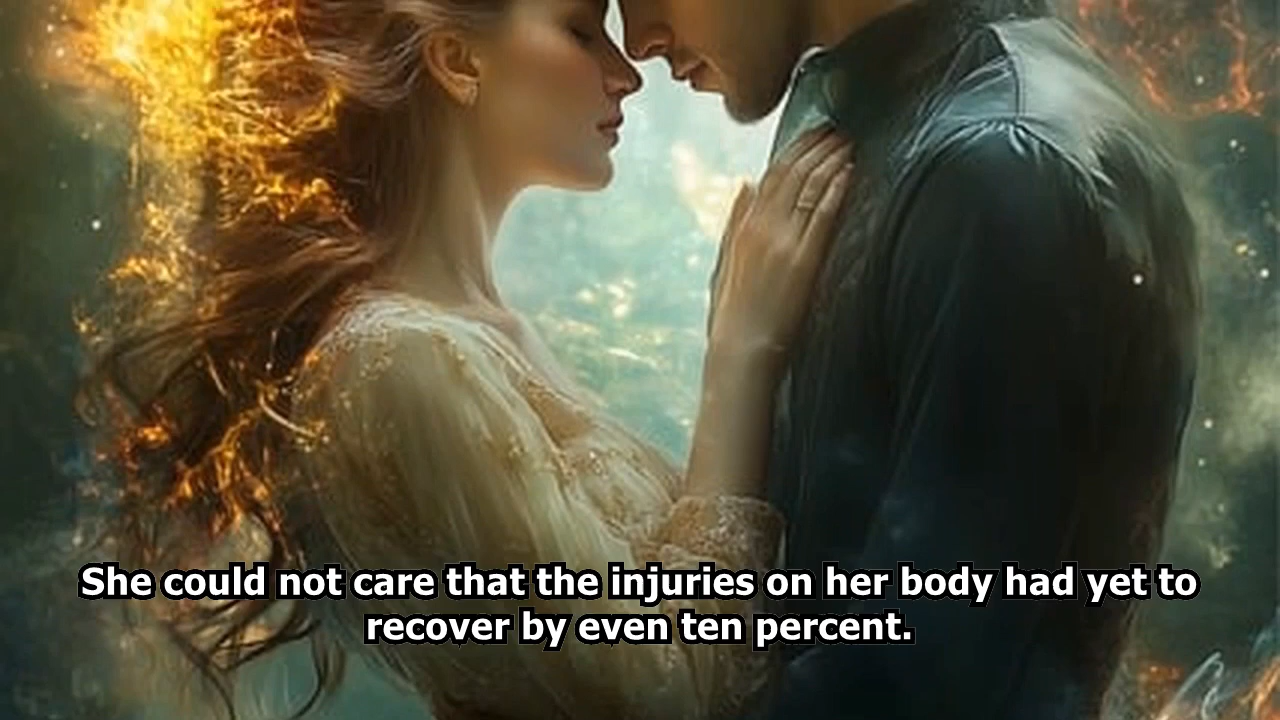 She could not care that the injuries on her body had yet to
recover by even ten percent.